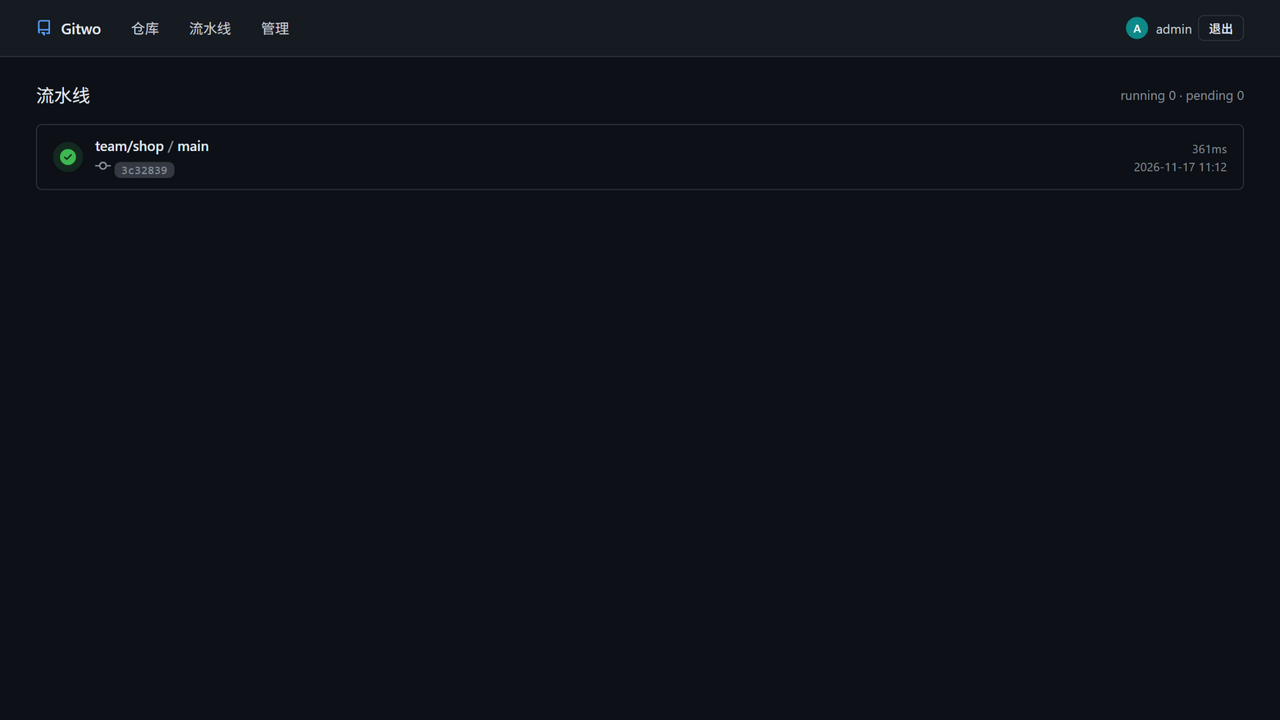 Gitwo 仓库 流水线 管理 A admin 退出
流水线 running 0 · pending 0
team/shop / main
361ms
3c32839
2026-11-17 11:12